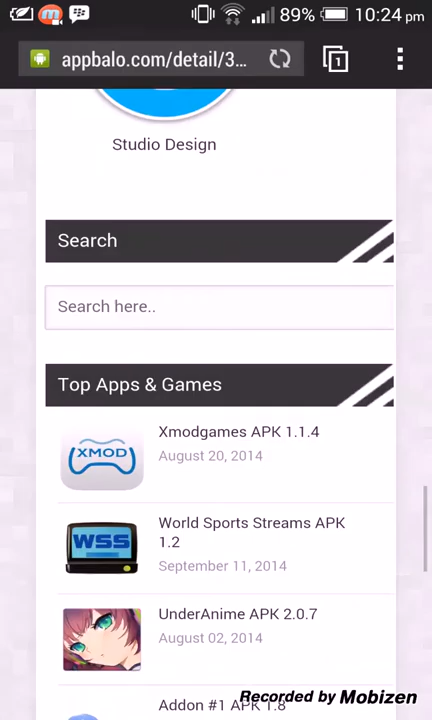 89% 10:24 pm
appbalo.com/detail/3...
1
Studio Design
Search
Search here..
Top Apps & Games
XMOD
Xmodgames APK 1.1.4
August 20, 2014
WSS
World Sports Streams APK
1.2
September 11, 2014
UnderAnime APK 2.0.7
August 02, 2014
Addon #1 APK 1.8
Recorded by Mobizen